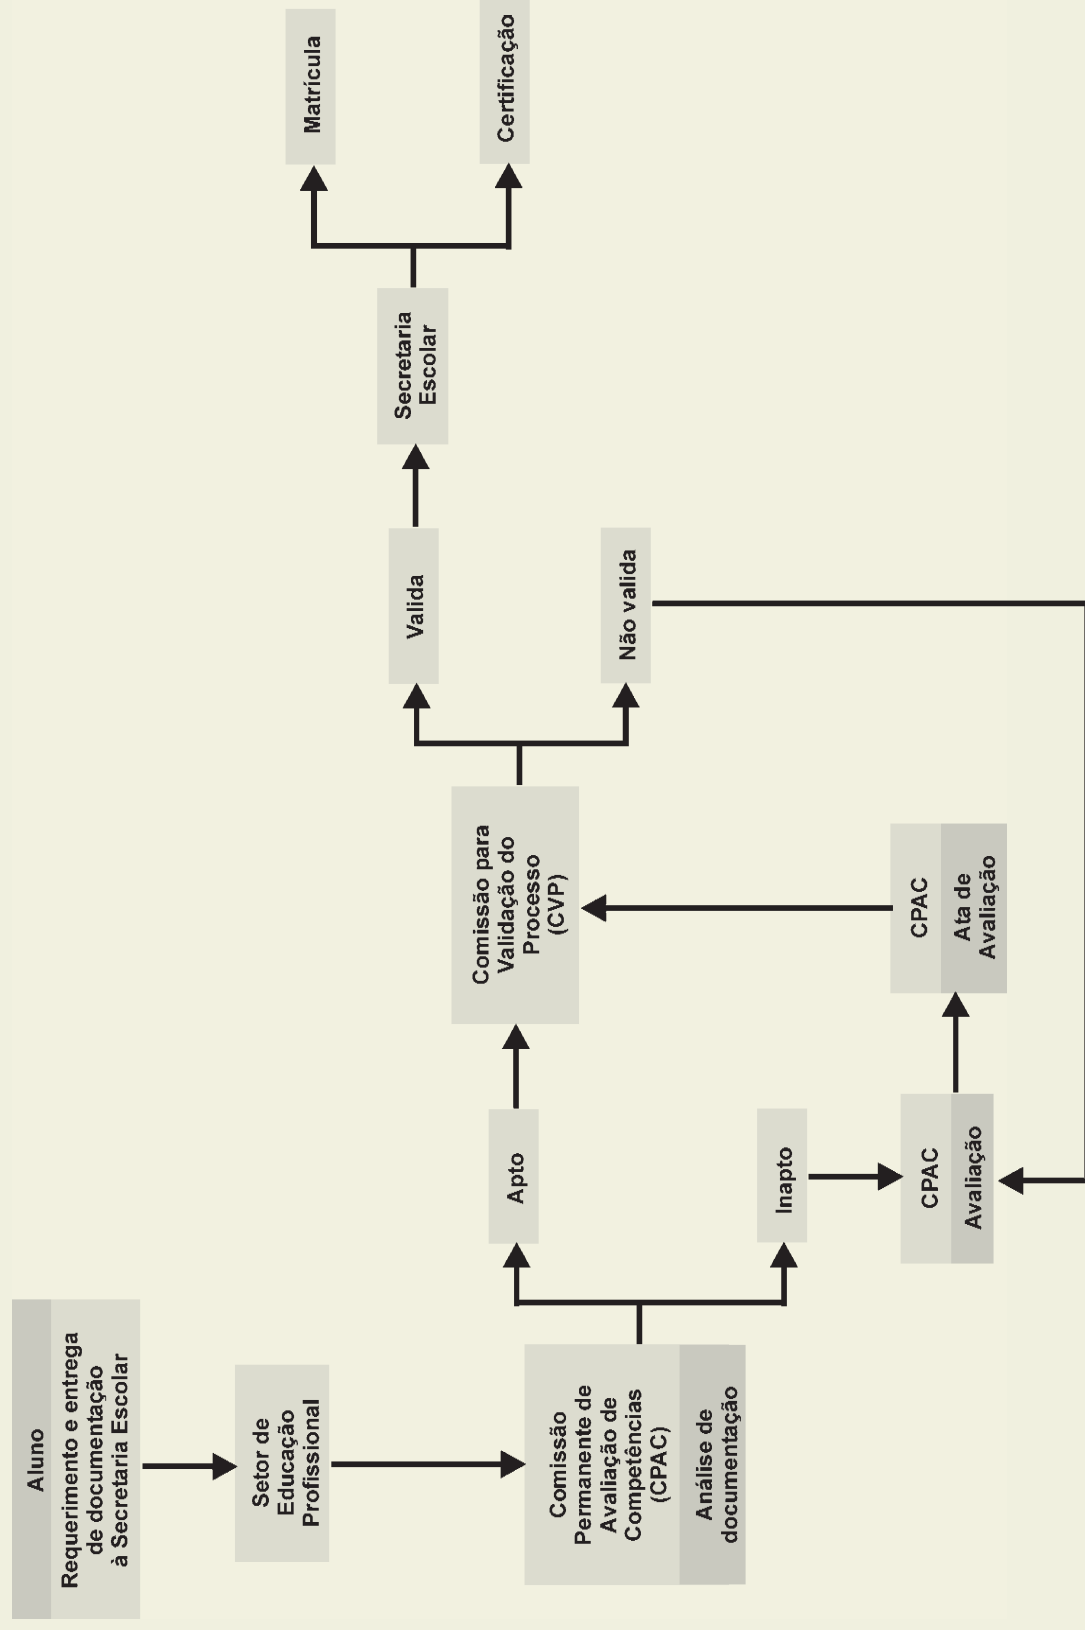 Aluno
Requerimento e entrega
de documentação
à Secretaria Escolar
Setor de
Educação
Profissional
Comissão
Permanente de
Avaliação de
Competências
(CPAC)
Análise de
documentação
Apto
Inapto
CPAC
Avaliação
CPAC
Ata de
Avaliação
Comissão para
Validação do
Processo
(CVP)
Valida
Não valida
Secretaria
Escolar
Matrícula
Certificação